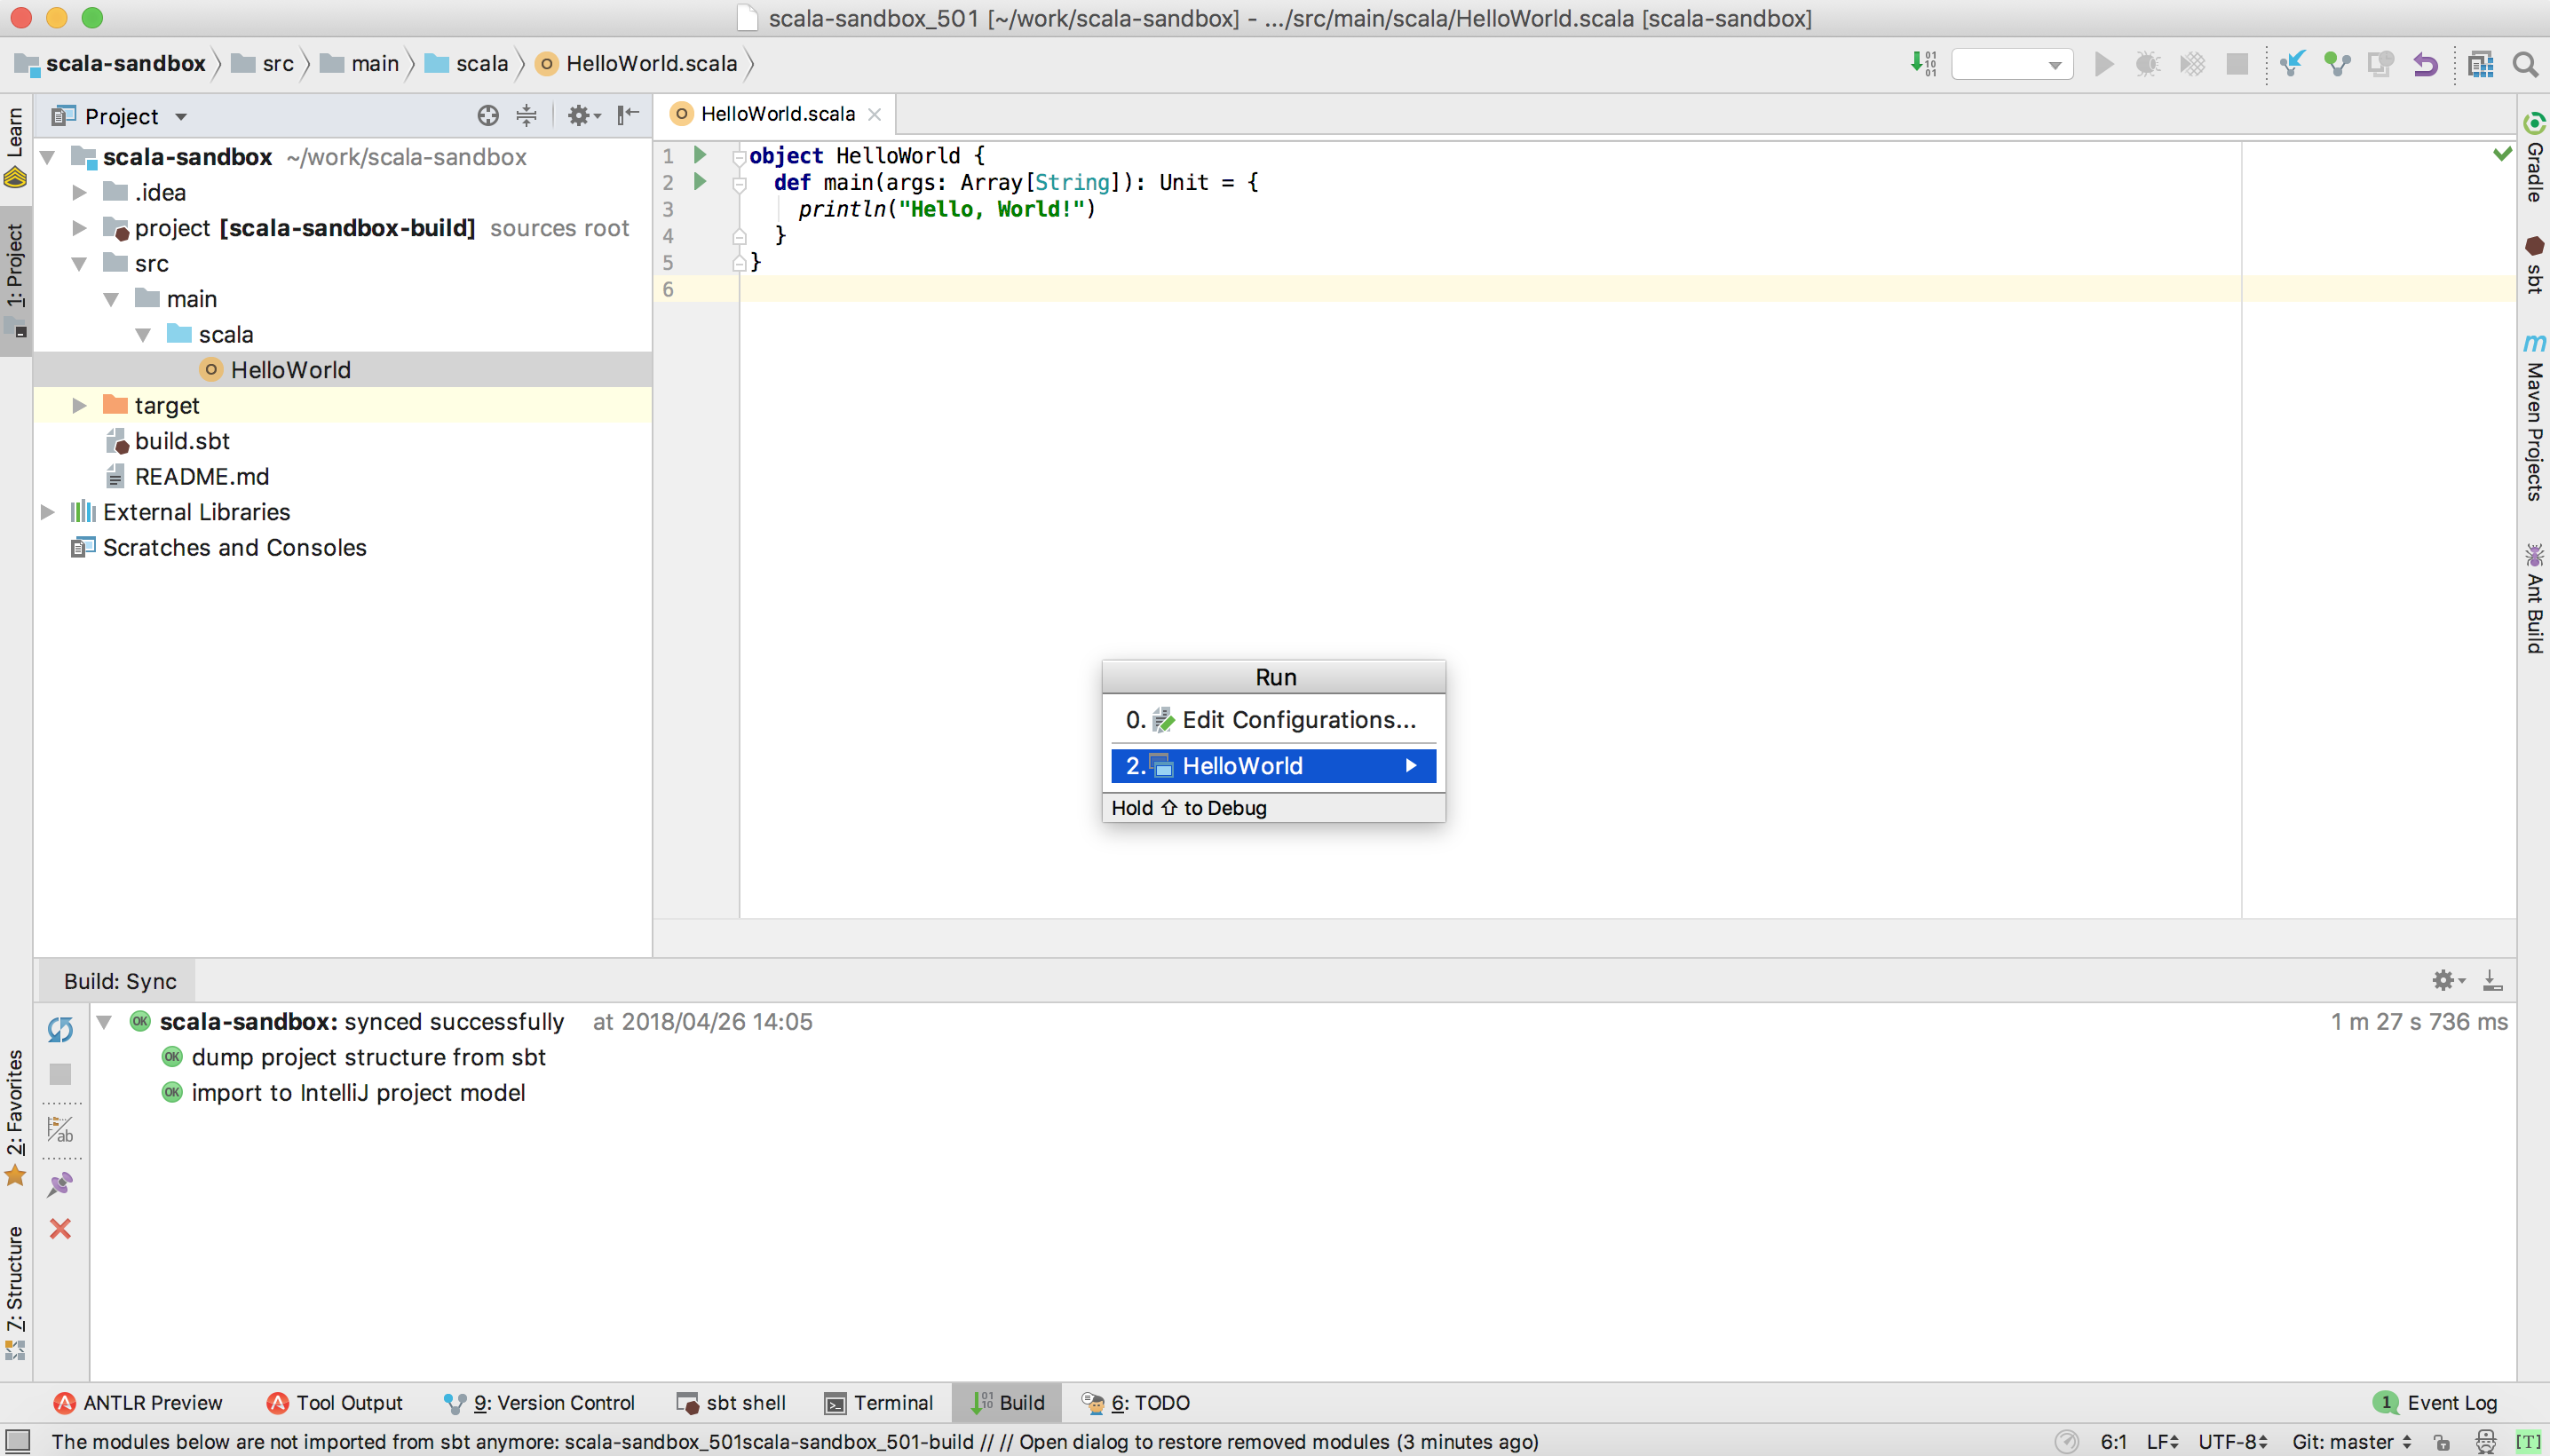 scala-sandbox_501 [~/work/scala-sandbox] - .../src/main/scala/HelloWorld.scala [scala-sandbox]
scala-sandbox src main scala HelloWorld.scala
Learn
1: Project
2: Favorites
7: Structure
Project
scala-sandbox ~/work/scala-sandbox
.idea
project [scala-sandbox-build] sources root
src
main
scala
HelloWorld
target
build.sbt
README.md
External Libraries
Scratches and Consoles
HelloWorld.scala
1 object HelloWorld {
2 def main(args: Array[String]): Unit = {
3 println("Hello, World!")
4 }
5 }
6
Run
0. Edit Configurations...
2. HelloWorld
Hold ⇧ to Debug
Gradle
sbt
Maven Projects
Ant Build
Build: Sync
scala-sandbox: synced successfully at 2018/04/26 14:05 1 m 27 s 736 ms
OK dump project structure from sbt
OK import to IntelliJ project model
ANTLR Preview Tool Output 9: Version Control sbt shell Terminal Build 6: TODO 1 Event Log
The modules below are not imported from sbt anymore: scala-sandbox_501scala-sandbox_501-build // // Open dialog to restore removed modules (3 minutes ago) 6:1 LF UTF-8 Git: master [T]